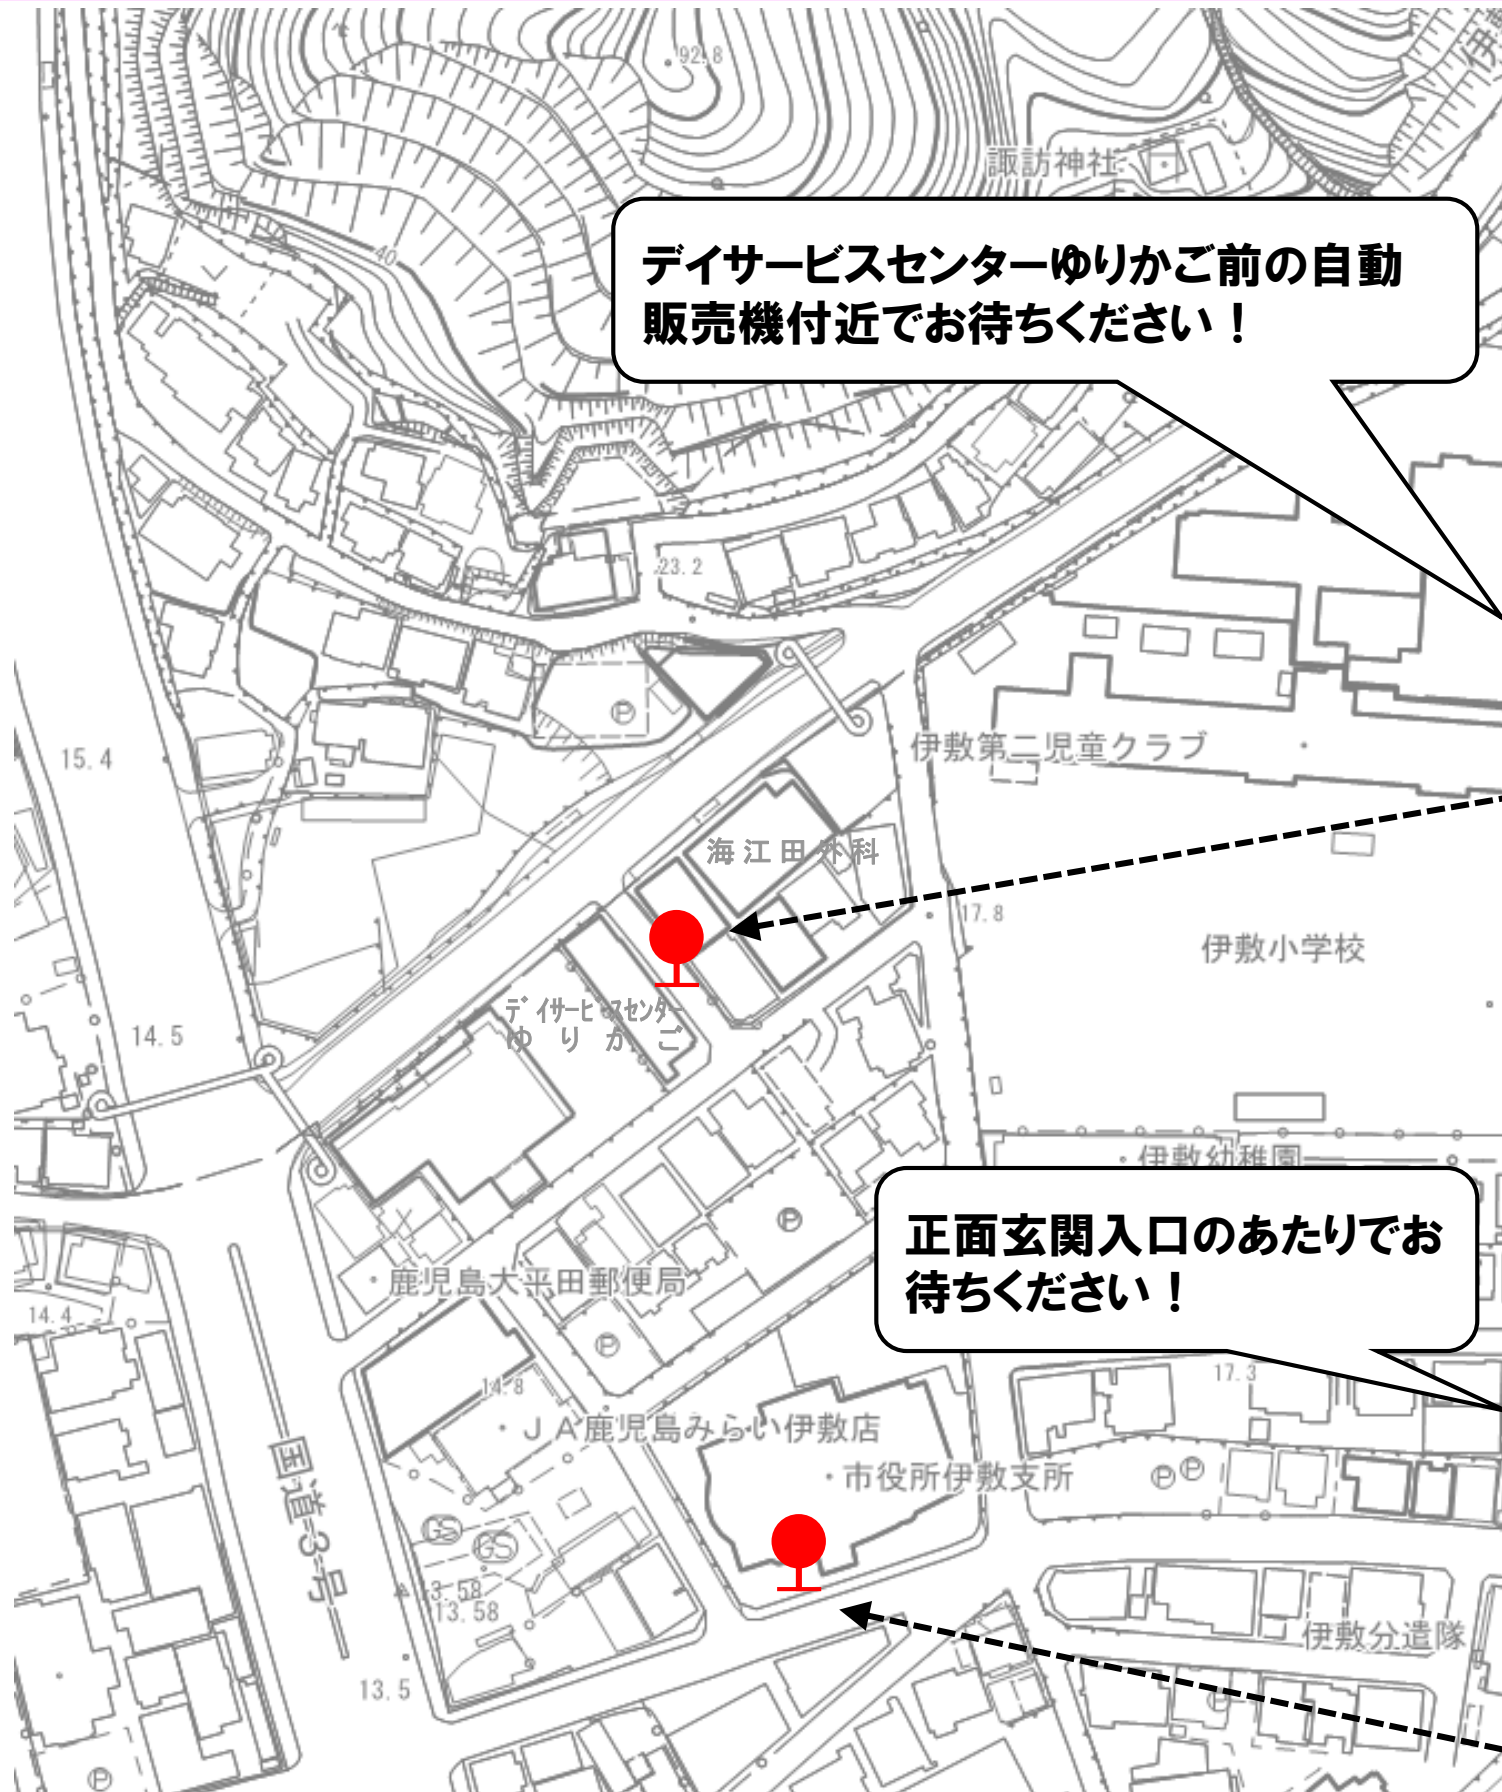 92.8
伊
諏訪神社
デイサービスセンターゆりかご前の自動
販売機付近でお待ちください！
40
23.2
P
15.4
伊敷第二児童クラブ
海江田外科
17.8
伊敷小学校
デイサービスセンター
ゆりかご
14.5
伊敷幼稚園
P
正面玄関入口のあたりでお
待ちください！
鹿児島大平田郵便局
14.4
P
17.3
14.8
JA鹿児島みらい伊敷店
市役所伊敷支所
P P
国道3号
GS
GS
3.58
13.58
伊敷分遣隊
13.5
P